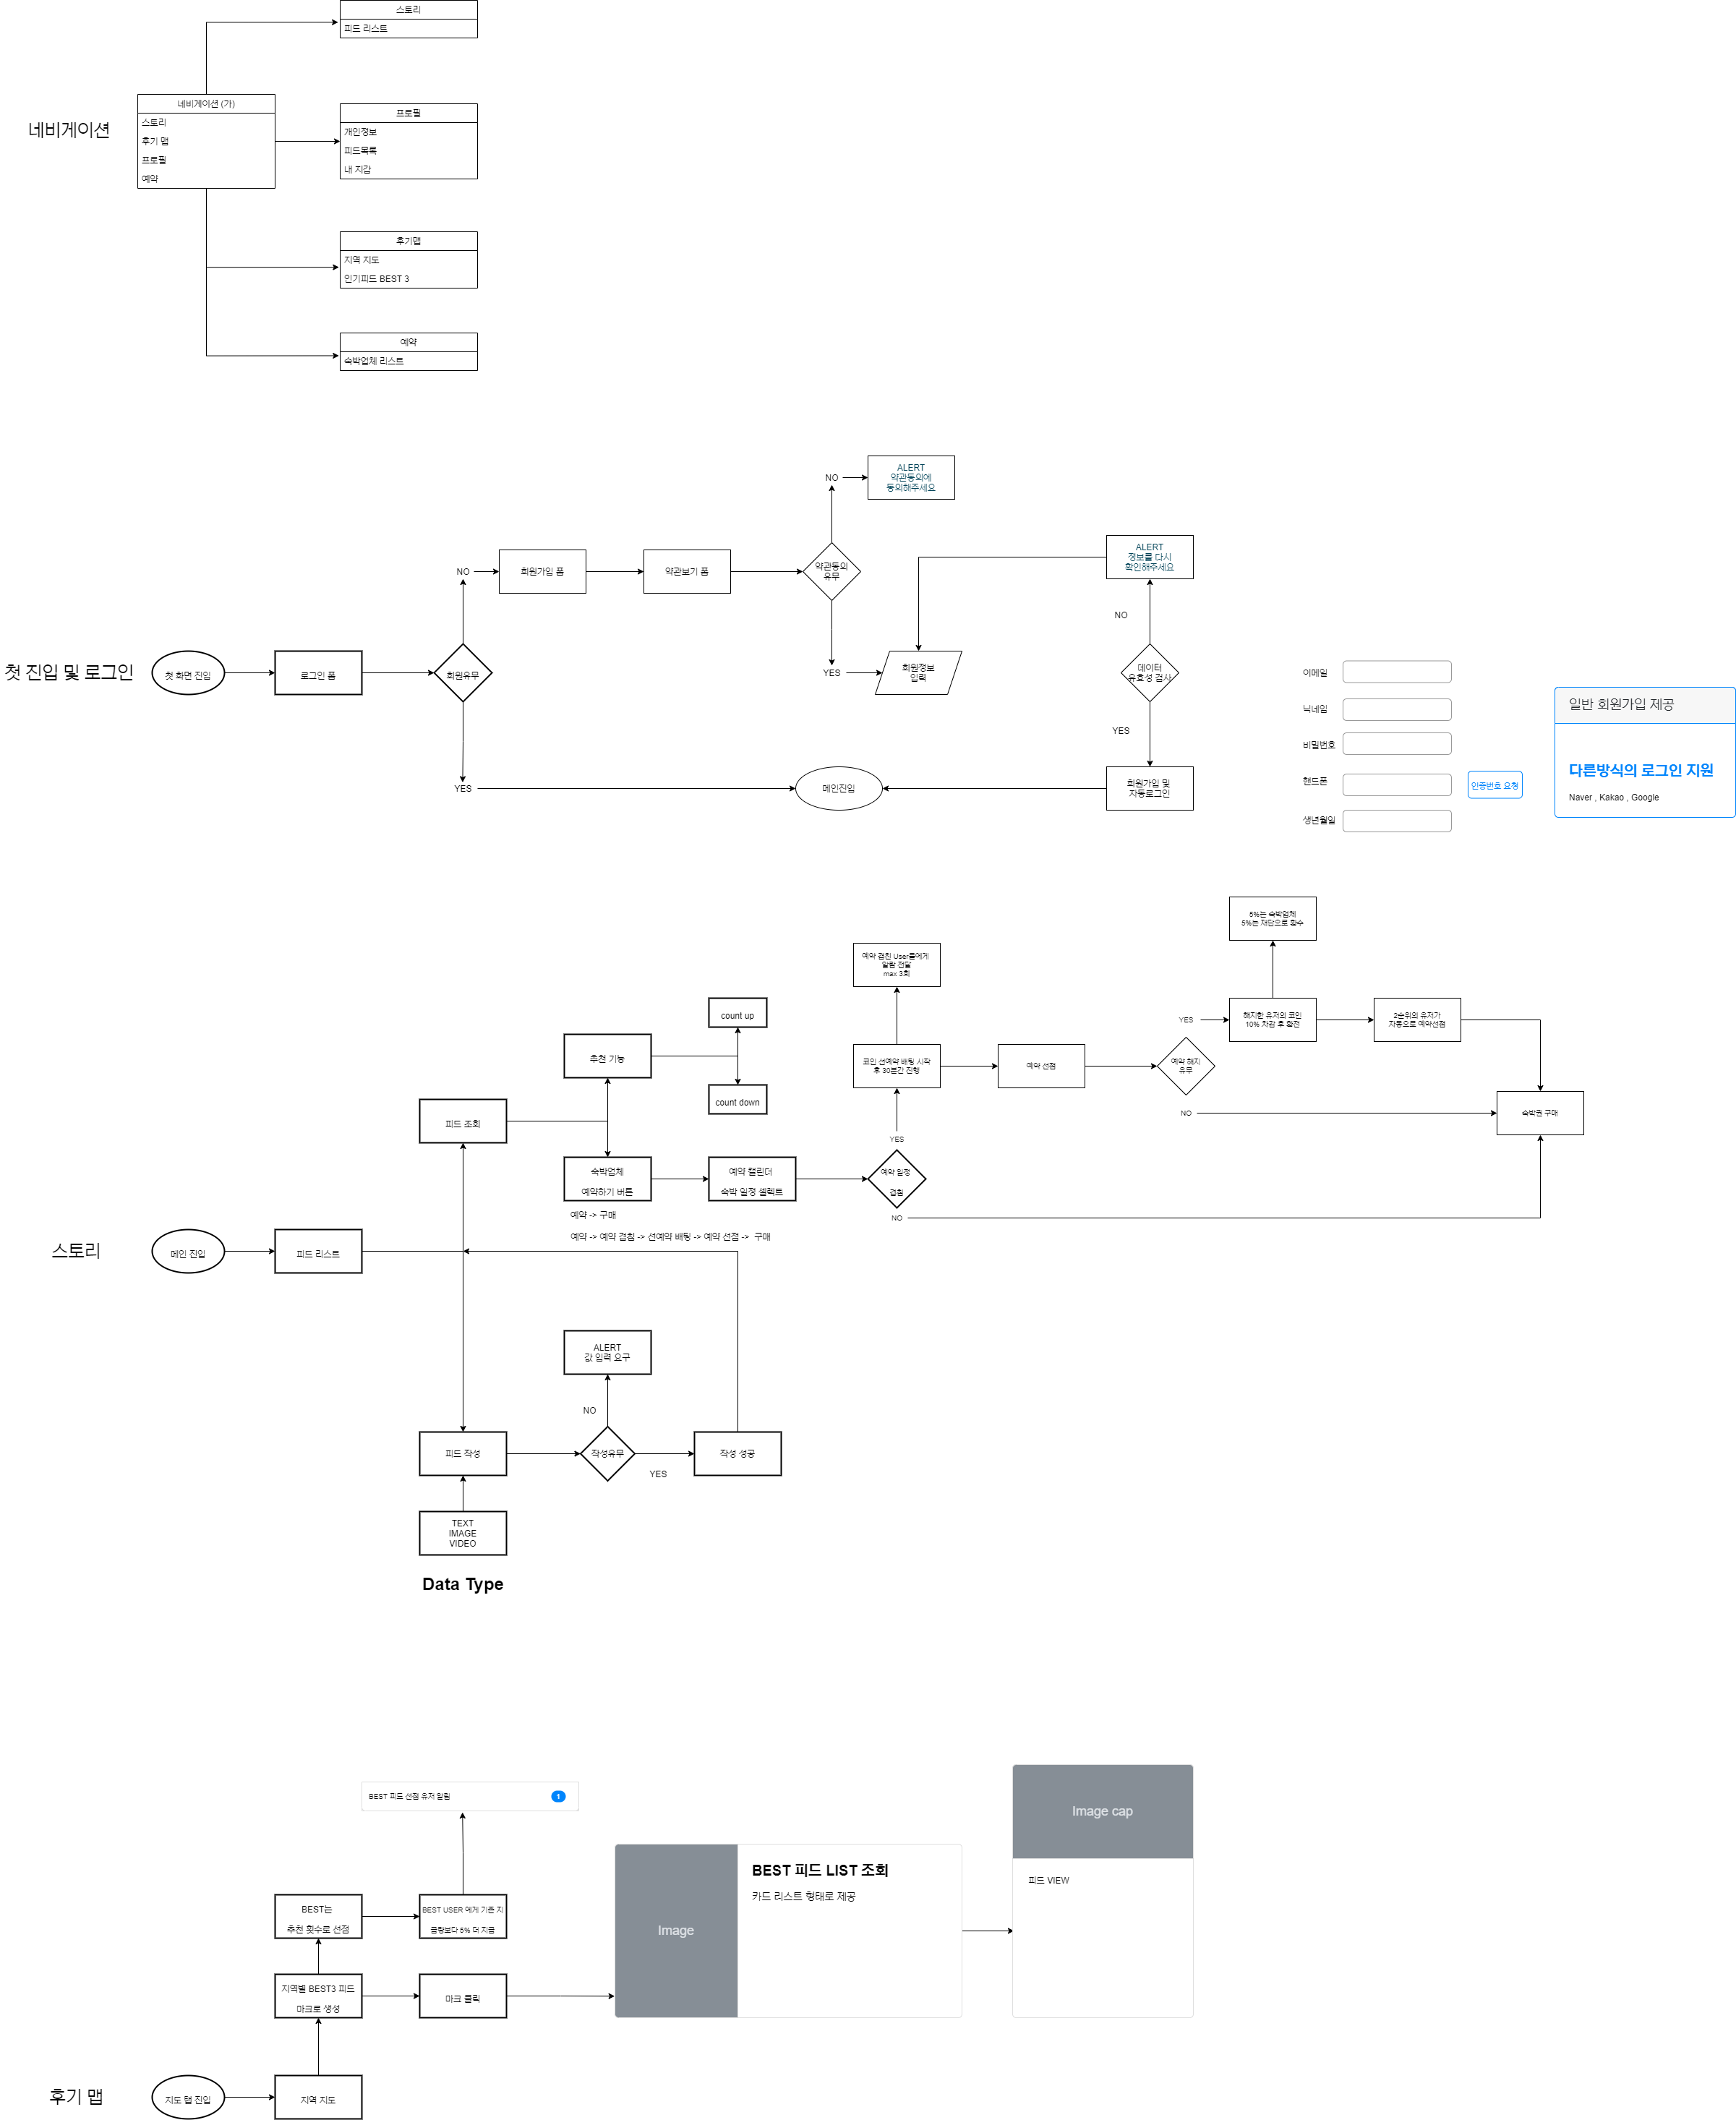 네비게이션
스토리
피드 리스트
네비게이션 (가)
스토리
후기 맵
프로필
예약
프로필
개인정보
피드목록
내 지갑
후기맵
지역 지도
인기피드 BEST 3
예약
숙박업체 리스트
첫 진입 및 로그인
첫 화면 진입
로그인 폼
회원유무
NO
회원가입 폼
약관보기 폼
약관동의
유무
NO
ALERT
약관동의에
동의해주세요
YES
회원정보
입력
ALERT
정보를 다시
확인해주세요
NO
데이터
유효성 검사
YES
회원가입 및
자동로그인
YES
메인진입
이메일
닉네임
비밀번호
핸드폰
인증번호 요청
생년월일
일반 회원가입 제공
다른방식의 로그인 지원
Naver , Kakao , Google
스토리
메인 진입
피드 리스트
피드 조회
추천 기능
count up
count down
숙박업체
예약하기 버튼
예약 캘린더
숙박 일정 셀렉트
예약 -> 구매
예약 -> 예약 겹침 -> 선예약 배팅 -> 예약 선점 -> 구매
예약 일정
겹침
YES
NO
코인 선예약 배팅 시작
후 30분간 진행
예약 겹친 User들에게
알람 전달
max 3회
예약 선점
예약 해지
유무
YES
NO
해지한 유저의 코인
10% 차감 후 환전
5%는 숙박업체
5%는 재단으로 환수
2순위의 유저가
자동으로 예약선점
숙박권 구매
피드 작성
작성유무
NO
ALERT
값 입력 요구
YES
작성 성공
TEXT
IMAGE
VIDEO
Data Type
후기 맵
지도 탭 진입
지역 지도
지역별 BEST3 피드
마크로 생성
BEST는
추천 횟수로 선점
BEST USER 에게 기존 지
급량보다 5% 더 지급
BEST 피드 선점 유저 알림
1
마크 클릭
Image
BEST 피드 LIST 조회
카드 리스트 형태로 제공
Image cap
피드 VIEW